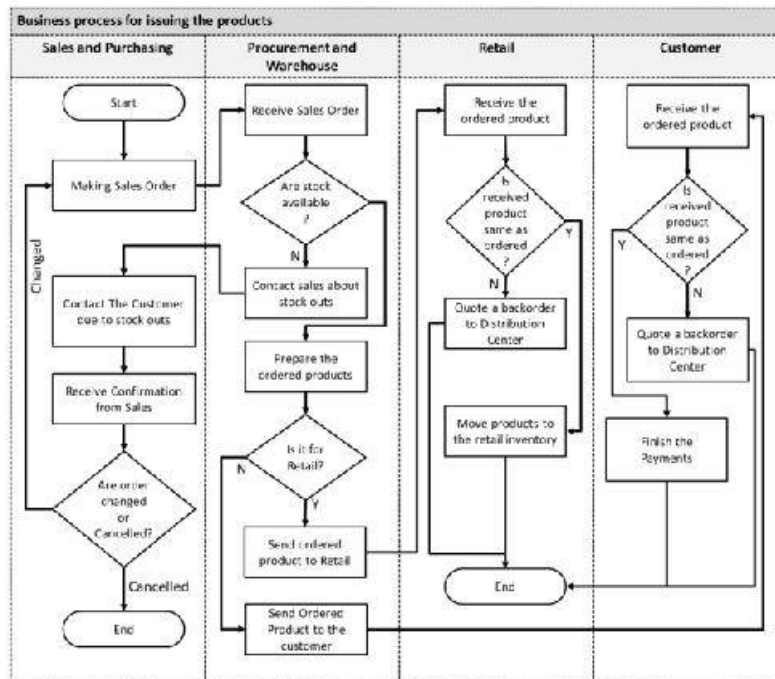 Business process for issuing the products
Sales and Purchasing
Procurement and
Warehouse
Retail
Customer
Start
Making Sales Order
Changed
Contact The Customer
due to stock outs
Receive Confirmation
from Sales
Are order
changed
or
Cancelled?
Cancelled
End
Receive Sales Order
Are stock
available
?
N
Contact sales about
stock outs
Prepare the
ordered products
Is it for
Retail?
N
Y
Send ordered
product to Retail
Send Ordered
Product to the
customer
Receive the
ordered product
Is
received
product
same as
ordered
?
Y
N
Quote a backorder
to Distribution
Center
Move products to
the retail inventory
End
Receive the
ordered product
Is
received
product
same as
ordered
?
Y
N
Quote a backorder
to Distribution
Center
Finish the
Payments